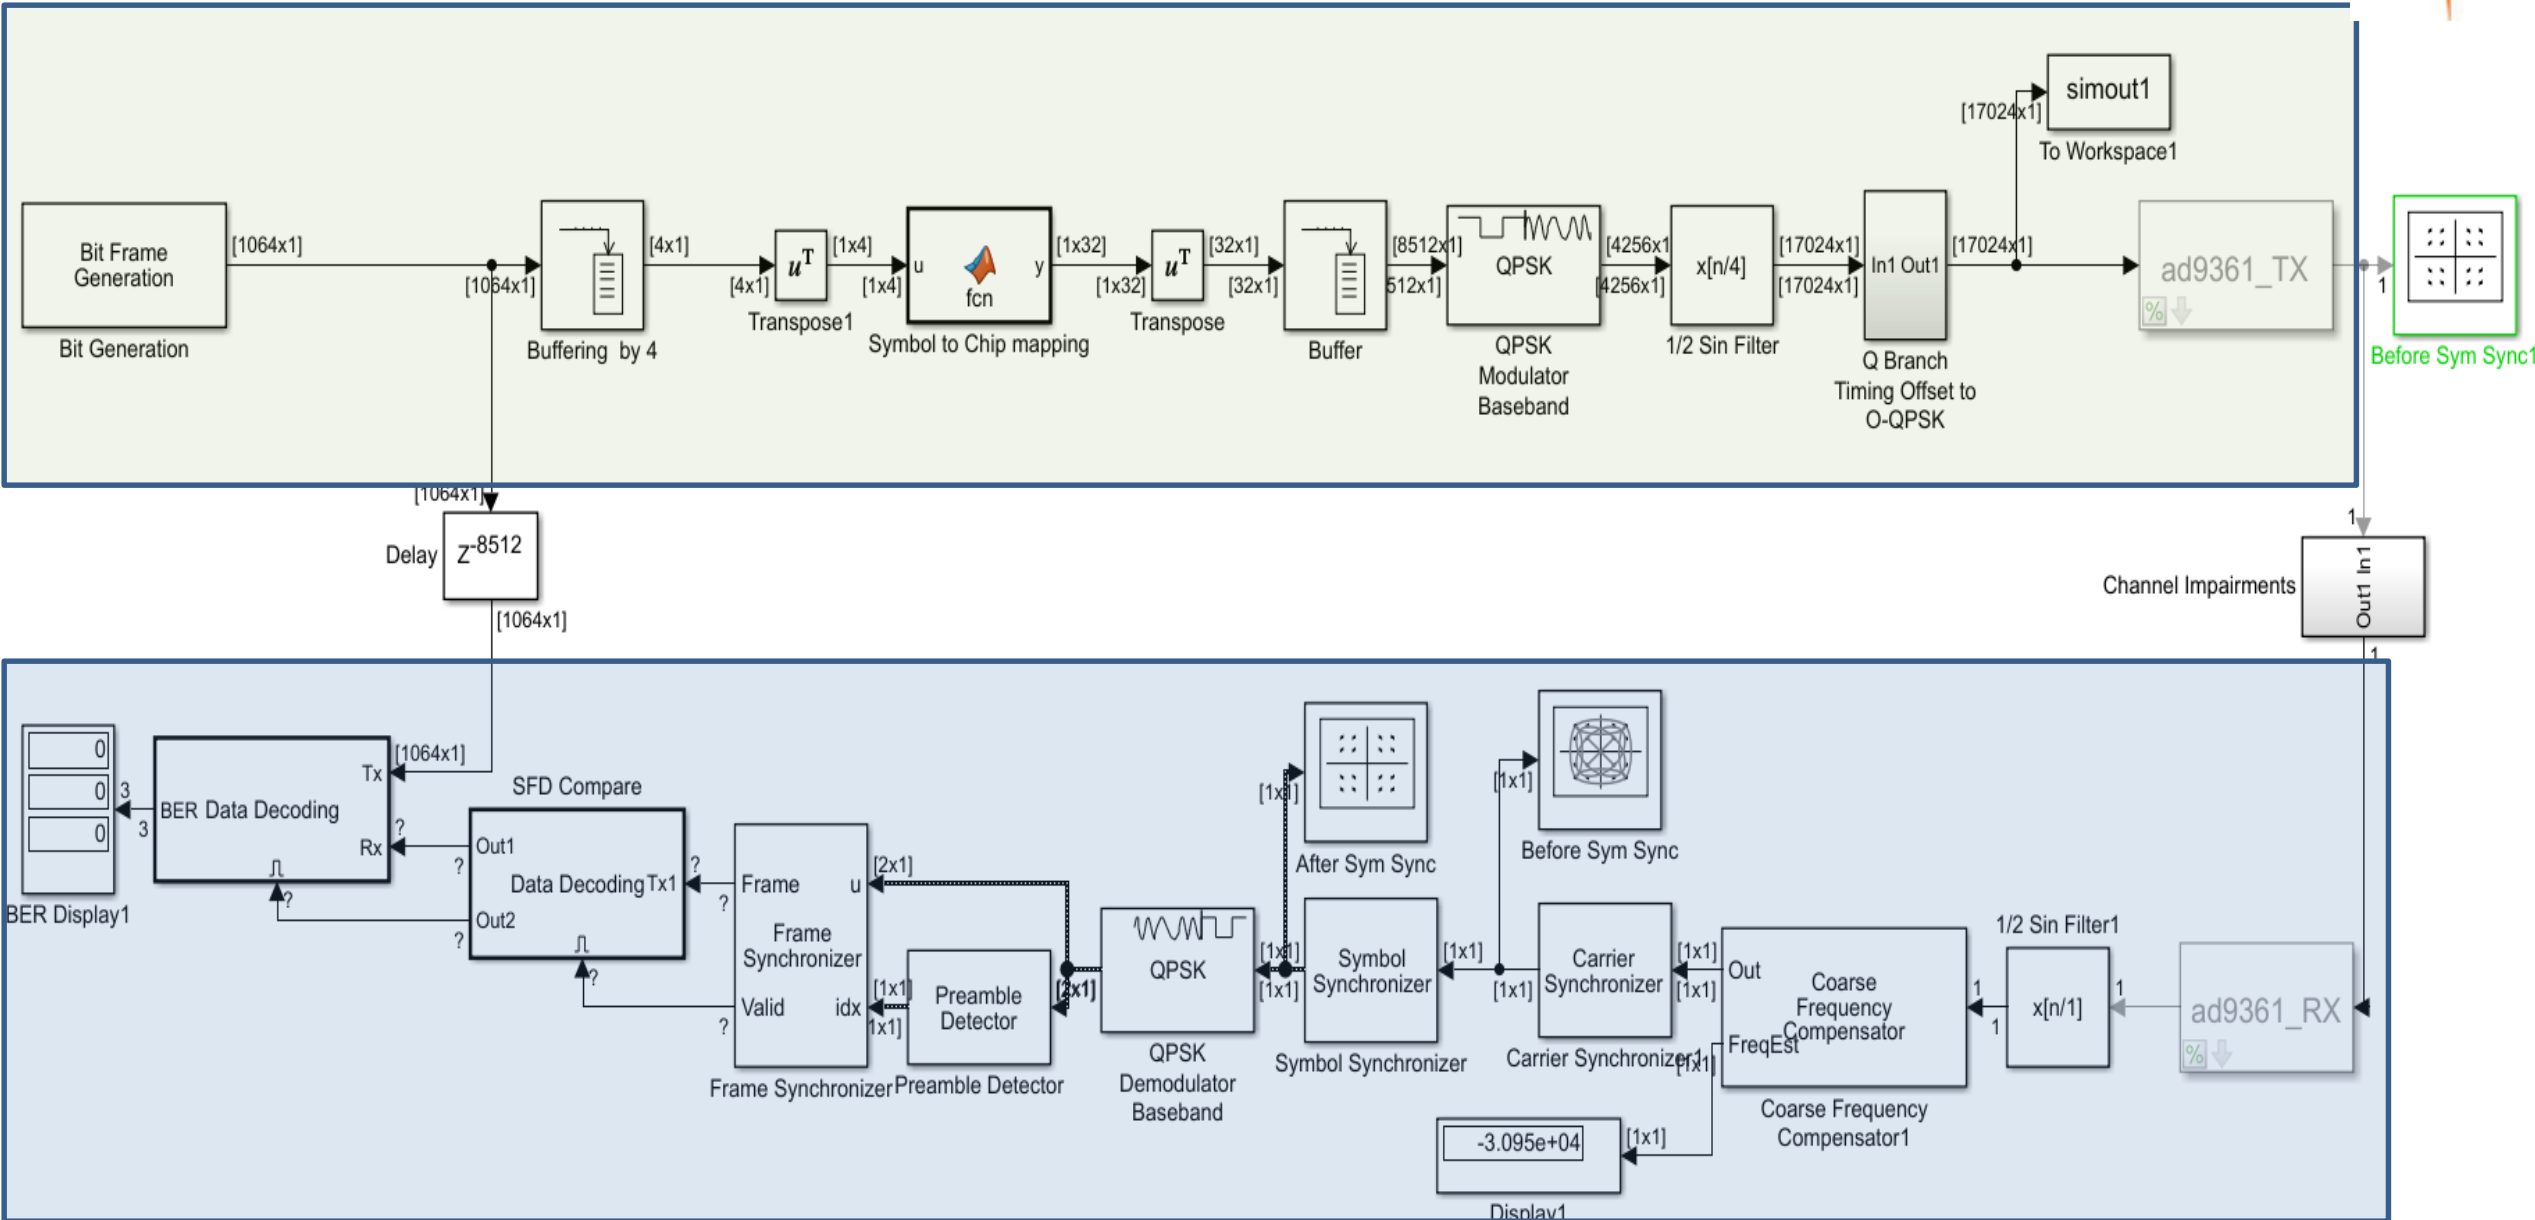 simout1
[17024x1]
To Workspace1
Bit Frame
Generation
[1064x1]
[1064x1]
Bit Generation
Buffering by 4
[4x1]
[4x1]
uT
Transpose1
[1x4]
[1x4]
u
fcn
y
Symbol to Chip mapping
[1x32]
[1x32]
uT
Transpose
[32x1]
[32x1]
Buffer
[8512x1]
512x1]
QPSK
QPSK
Modulator
Baseband
[4256x1
[4256x1]
x[n/4]
1/2 Sin Filter
[17024x1]
[17024x1]
In1 Out1
Q Branch
Timing Offset to
O-QPSK
[17024x1]
ad9361_TX
%
1
Before Sym Sync1
[1064x1]
Delay
Z-8512
[1064x1]
1
Channel Impairments
Out1 In1
1
0
0
0
BER Display1
3
3
BER Data Decoding
Tx
Rx
[1064x1]
?
?
?
SFD Compare
Out1
Out2
Data Decoding
Tx1
?
?
?
?
?
Frame
Valid
u
idx
Frame
Synchronizer
Frame Synchronizer
?
[2x1]
[1x1]
1x1]
Preamble
Detector
Preamble Detector
[2x1]
QPSK
QPSK
Demodulator
Baseband
[1x1]
[1x1]
[1x1]
After Sym Sync
Symbol
Synchronizer
Symbol Synchronizer
[1x1]
[1x1]
[1x1]
Before Sym Sync
Carrier
Synchronizer
Carrier Synchronizer1
[1x1]
[1x1]
[1x1]
Out
FreqEst
Coarse
Frequency
Compensator
Coarse Frequency
Compensator1
-3.095e+04
[1x1]
Display1
1
1
1/2 Sin Filter1
x[n/1]
1
ad9361_RX
%